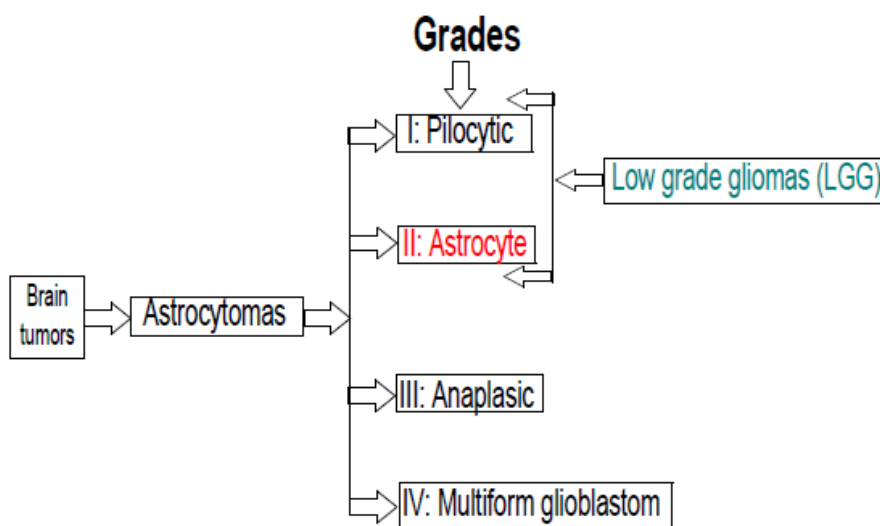 Grades
I: Pilocytic
Low grade gliomas (LGG)
II: Astrocyte
Brain
tumors
Astrocytomas
III: Anaplasic
IV: Multiform glioblastom